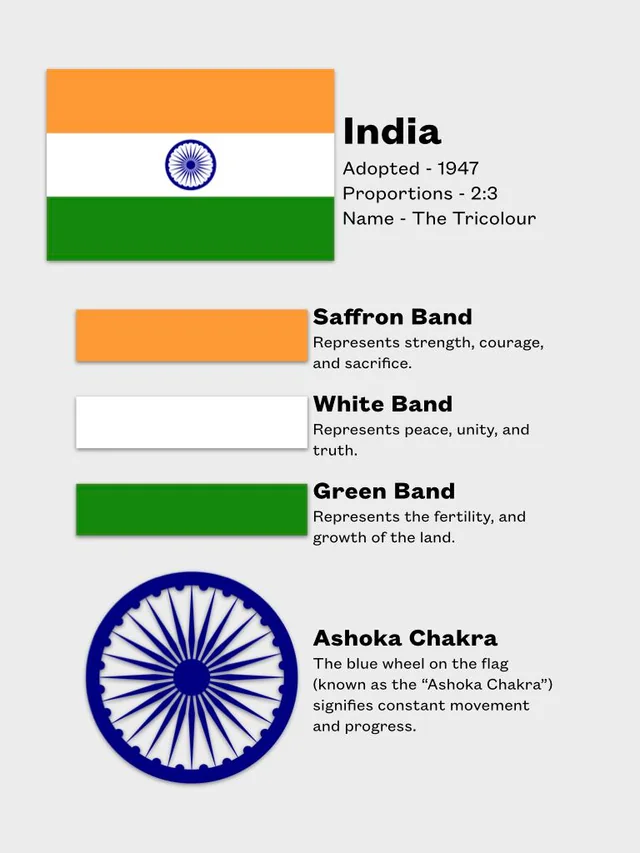 India
Adopted - 1947
Proportions - 2:3
Name - The Tricolour
Saffron Band
Represents strength, courage,
and sacrifice.
White Band
Represents peace, unity, and
truth.
Green Band
Represents the fertility, and
growth of the land.
Ashoka Chakra
The blue wheel on the flag
(known as the “Ashoka Chakra”)
signifies constant movement
and progress.